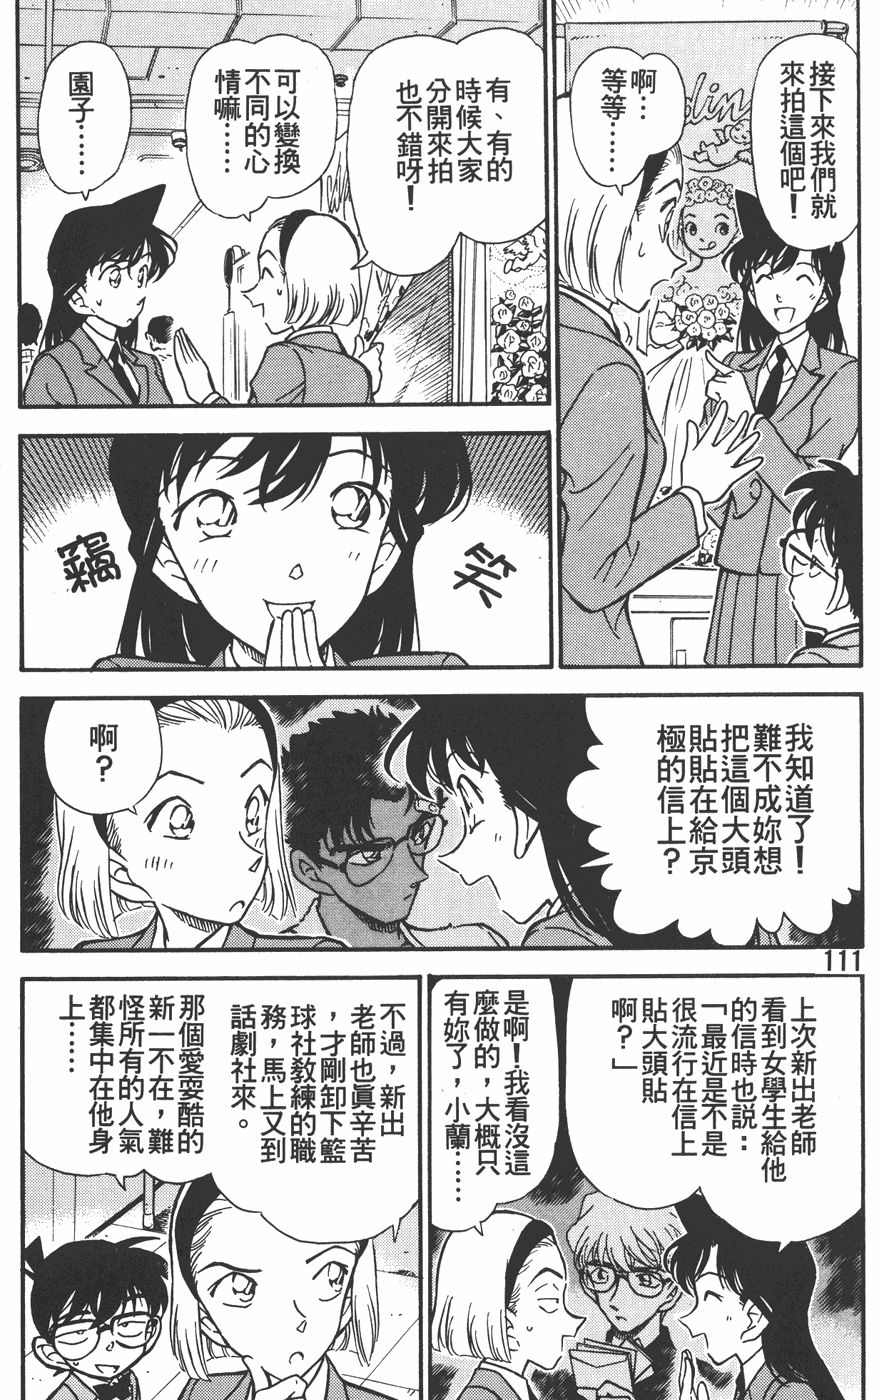 接下來我們就
來拍這個吧！
啊…
等等……
有、有的
時候大家
分開來拍
也不錯呀！
可以變換
不同的心
情嘛……
園子……
竊
笑
我知道了！
難不成妳想
把這個大頭
貼貼在給京
極的信上？
啊？
111
上次新出老師
看到女學生給他
的信時也説：
「最近是不是
很流行在信上
貼大頭貼
啊？」
是啊！我看沒這
麼做的，大概只
有妳了，小蘭……
不過，新出
老師也真辛苦
，才剛卸下籃
球社教練的職
務，馬上又到
話劇社來。
那個愛耍酷的
新一不在，難
怪所有的人氣
都集中在他身
上……